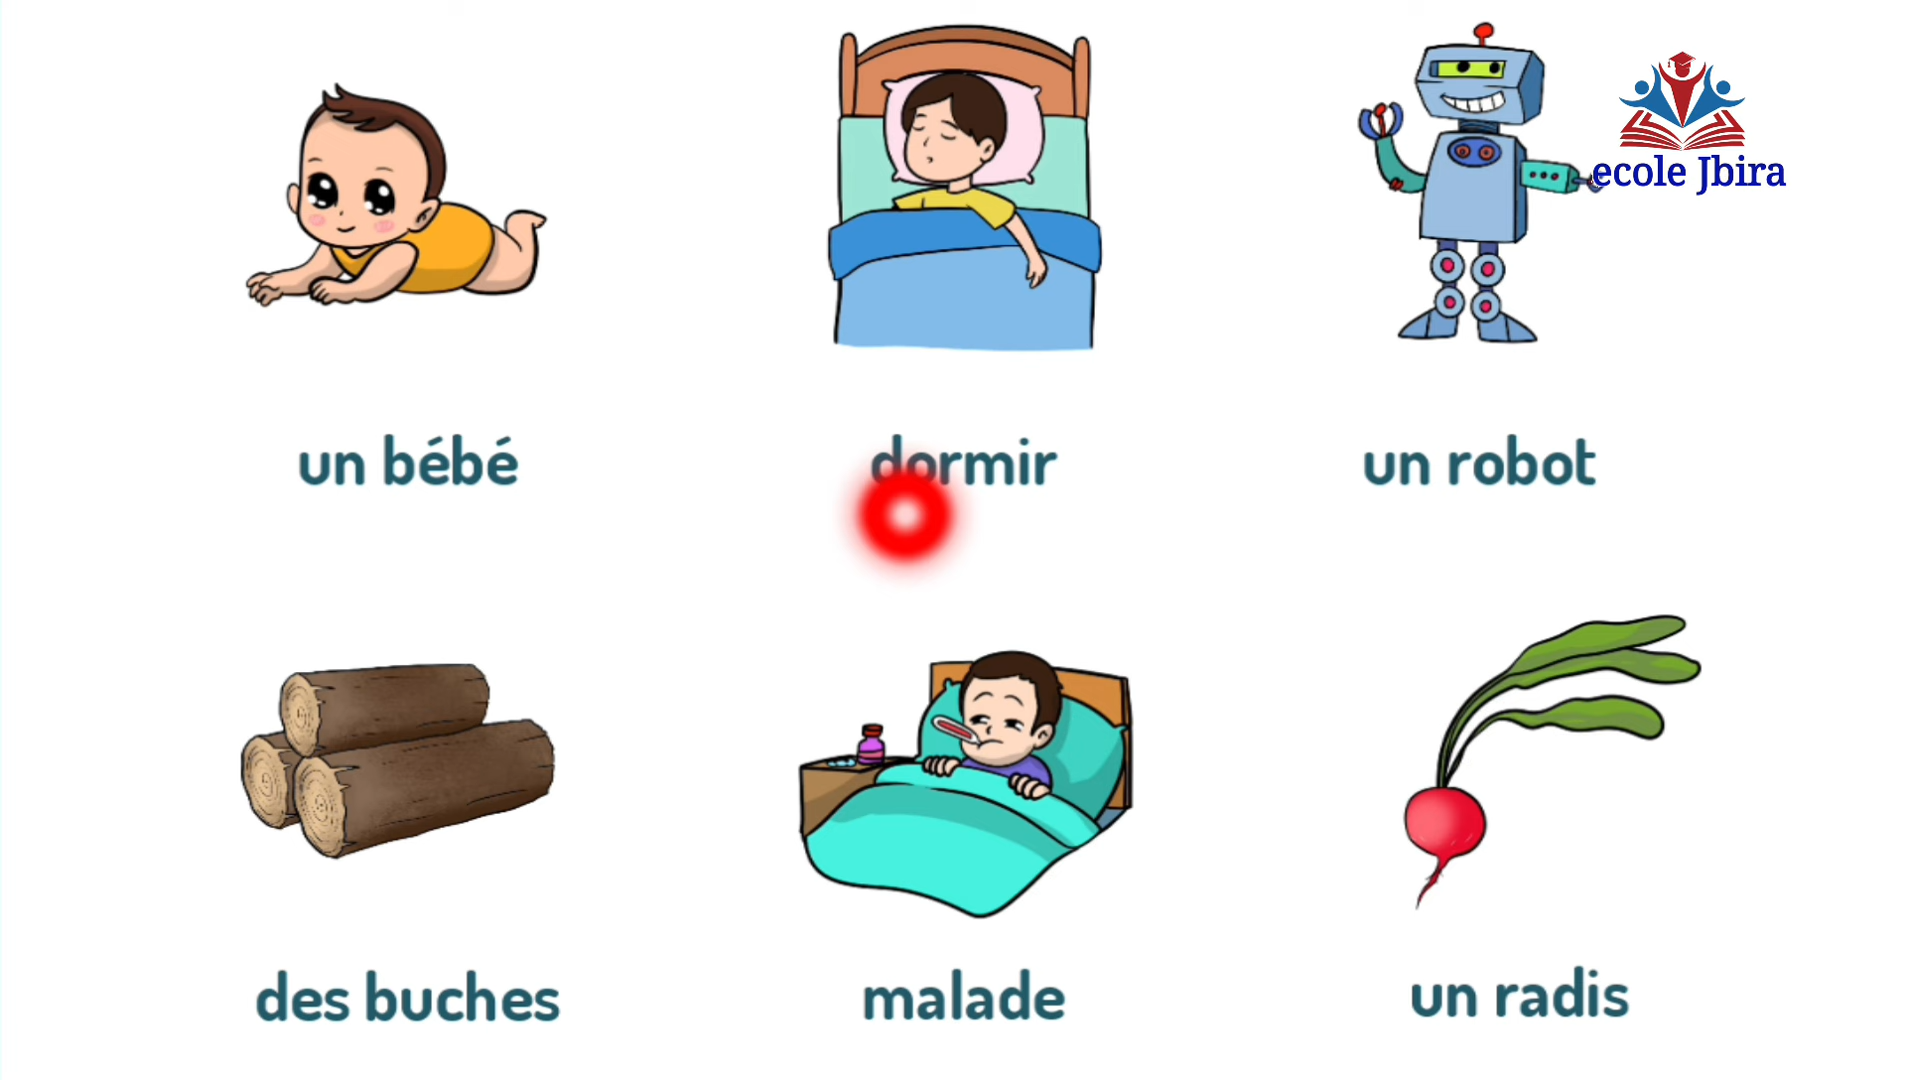 ecole Jbira
un bébé
dormir
un robot
des buches
malade
un radis